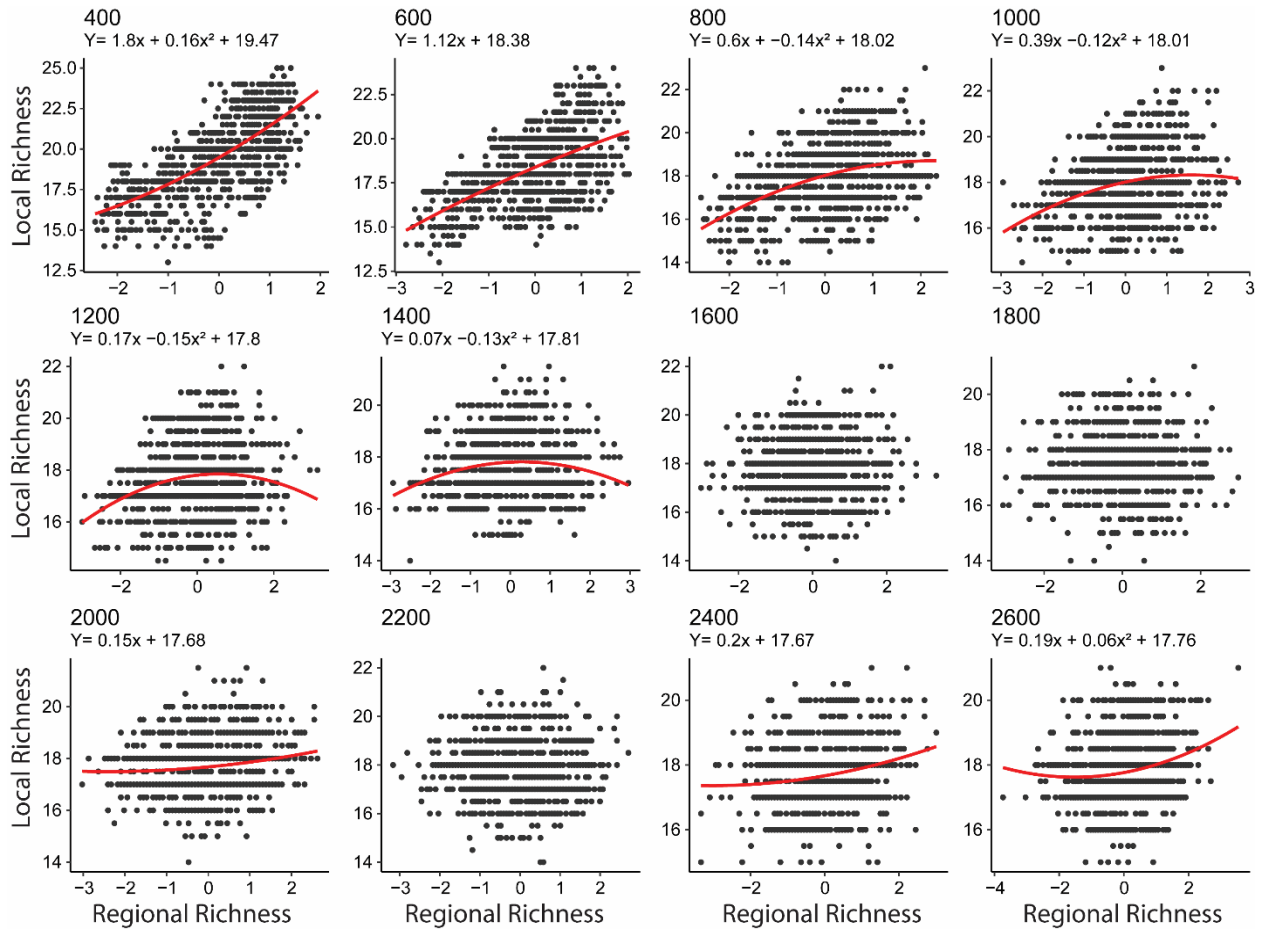 400
Y= 1.8x + 0.16x² + 19.47
600
Y= 1.12x + 18.38
800
Y= 0.6x + −0.14x² + 18.02
1000
Y= 0.39x −0.12x² + 18.01
Local Richness
25.0
22.5
20.0
17.5
15.0
12.5
−2 −1 0 1 2
22.5
20.0
17.5
15.0
12.5
−3 −2 −1 0 1 2
22
20
18
16
14
−2 −1 0 1 2
22
20
18
16
−3 −2 −1 0 1 2 3
1200
Y= 0.17x −0.15x² + 17.8
1400
Y= 0.07x −0.13x² + 17.81
1600
1800
Local Richness
22
20
18
16
−2 0 2
22
20
18
16
14
−3 −2 −1 0 1 2 3
22
20
18
16
14
−2 0 2
20
18
16
14
−2 0 2
2000
Y= 0.15x + 17.68
2200
2400
Y= 0.2x + 17.67
2600
Y= 0.19x + 0.06x² + 17.76
Local Richness
22
20
18
16
14
−3 −2 −1 0 1 2
Regional Richness
22
20
18
16
14
−3 −2 −1 0 1 2
Regional Richness
20
18
16
−2 0 2
Regional Richness
20
18
16
−4 −2 0 2
Regional Richness